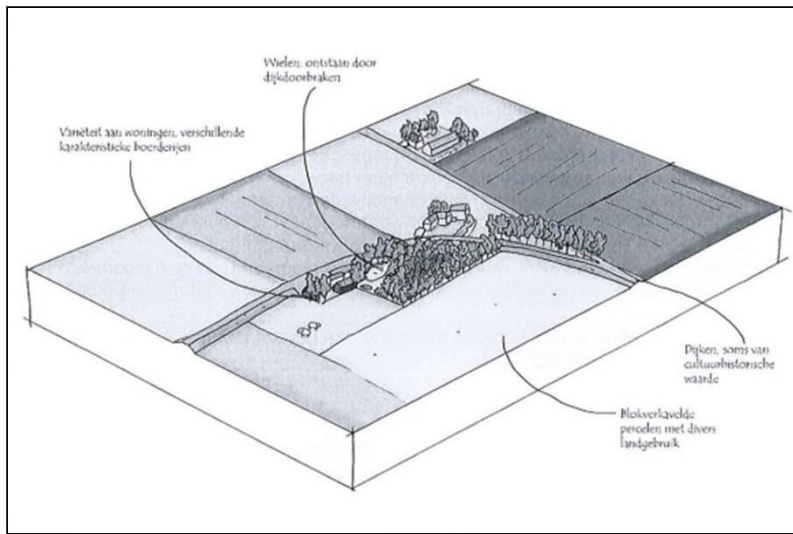 Wielen, ontstaan door
dijkdoorbraken
Variëteit aan woningen, verschillende
karakteristieke boerderijen
Dijken, soms van
cultuurhistorische
waarde
Blokverkavelde
percelen met divers
landgebruik